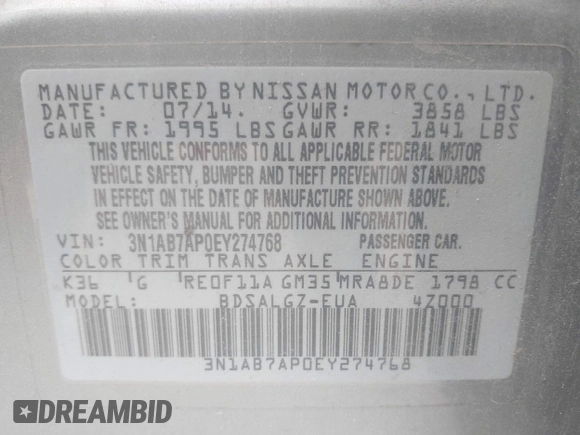 MANUFACTURED BY NISSAN MOTOR CO., LTD.
DATE: 07/14. GVWR: 3858 LBS
GAWR FR: 1995 LBS GAWR RR: 1841 LBS
THIS VEHICLE CONFORMS TO ALL APPLICABLE FEDERAL MOTOR
VEHICLE SAFETY, BUMPER AND THEFT PREVENTION STANDARDS
IN EFFECT ON THE DATE OF MANUFACTURE SHOWN ABOVE.
SEE OWNER'S MANUAL FOR ADDITIONAL INFORMATION.
VIN: 3N1AB7AP0EY274768 PASSENGER CAR.
COLOR TRIM TRANS AXLE ENGINE
K36 G RE0F11A GM35 MRA8DE 1798 CC
MODEL: BDSALGZ-EUA 4Z000
3N1AB7AP0EY274768
DREAMBID